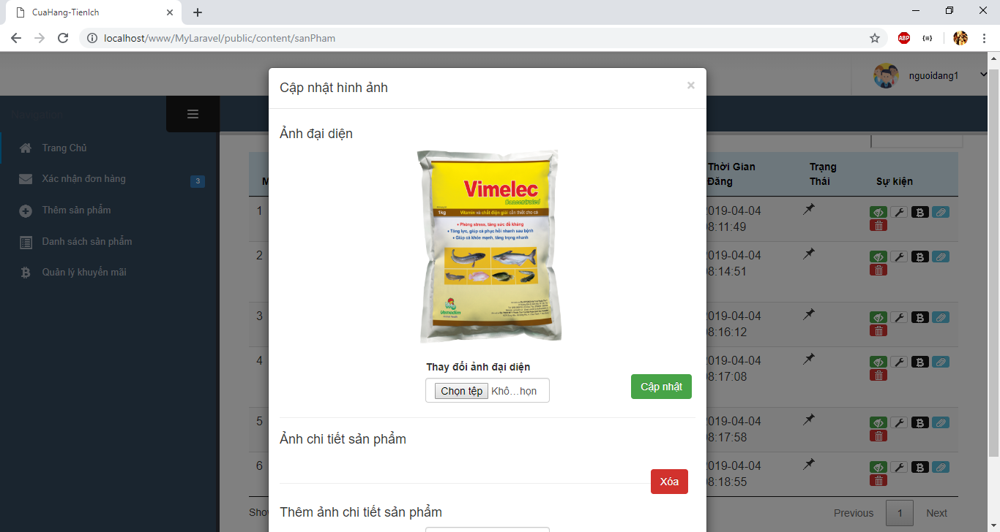 CuaHang-TienIch
localhost/www/MyLaravel/public/content/sanPham
ABP
nguoidang1
Navigation
Trang Chủ
Xác nhận đơn hàng
3
Thêm sản phẩm
Danh sách sản phẩm
Quản lý khuyến mãi
Cập nhật hình ảnh
×
Ảnh đại diện
Vimelec
Concentrated
1kg
Vitamin và chất điện giải cần thiết cho cá
• Phòng stress, tăng sức đề kháng
• Tăng lực, giúp cá phục hồi nhanh sau bệnh
• Giúp cá khỏe mạnh, tăng trọng nhanh
Vemedim
Thay đổi ảnh đại diện
Chọn tệp
Khô…họn
Cập nhật
Ảnh chi tiết sản phẩm
Xóa
Thêm ảnh chi tiết sản phẩm
M
Thời Gian
Đăng
Trạng
Thái
Sự kiện
1
2019-04-04
08:11:49
2
2019-04-04
08:14:51
3
2019-04-04
08:16:12
4
2019-04-04
08:17:08
5
2019-04-04
08:17:58
6
2019-04-04
08:18:55
Show
Previous
1
Next